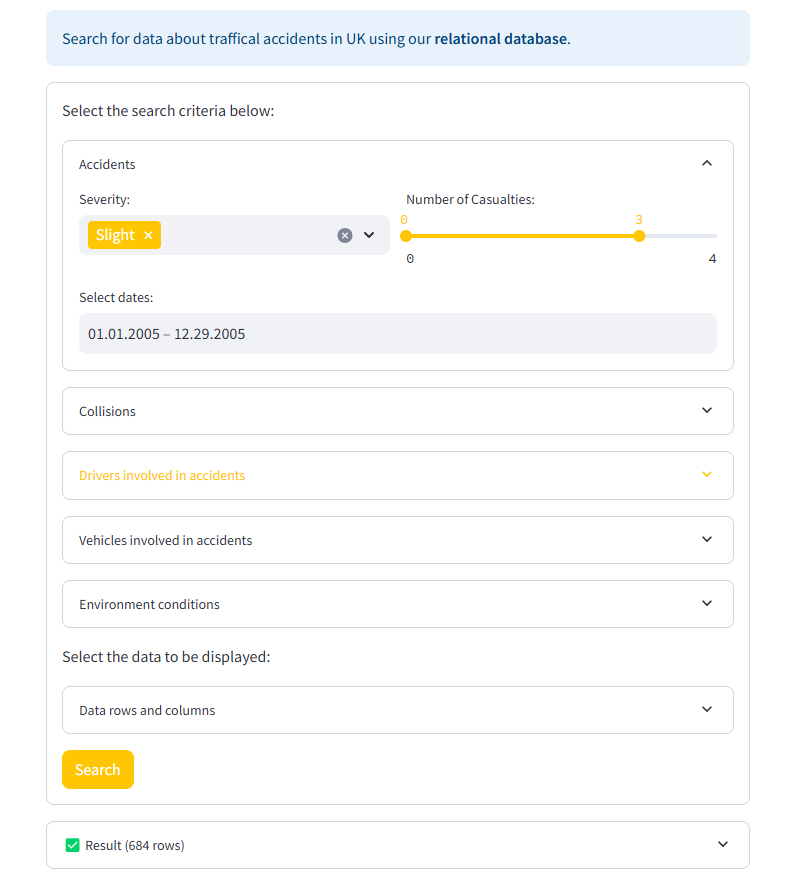 Search for data about traffical accidents in UK using our relational database.
Select the search criteria below:
Accidents
Severity:
Number of Casualties:
0 3
Slight ×
0 4
Select dates:
01.01.2005 – 12.29.2005
Collisions
Drivers involved in accidents
Vehicles involved in accidents
Environment conditions
Select the data to be displayed:
Data rows and columns
Search
Result (684 rows)